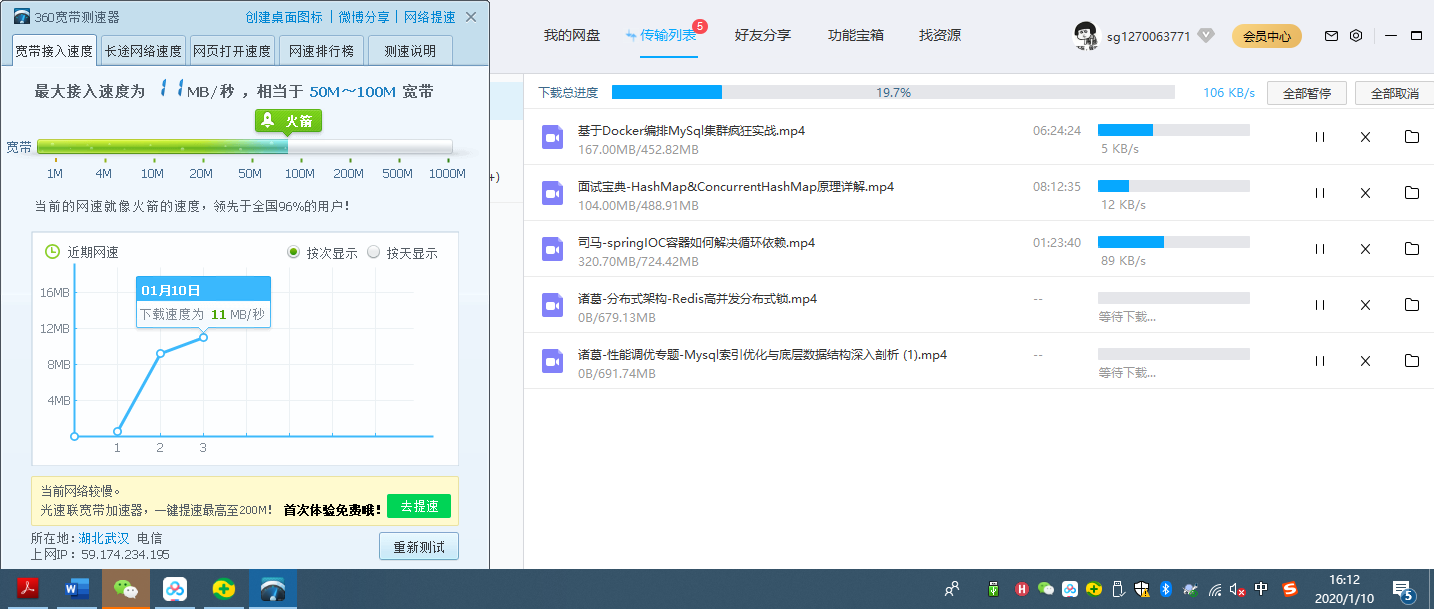 360宽带测速器
创建桌面图标 | 微博分享 | 网络提速
宽带接入速度 长途网络速度 网页打开速度 网速排行榜 测速说明
最大接入速度为 11MB/秒 ，相当于 50M～100M 宽带
火箭
宽带
1M 4M 10M 20M 50M 100M 200M 500M 1000M
当前的网速就像火箭的速度，领先于全国96%的用户!
近期网速
按次显示 按天显示
16MB
12MB
8MB
4MB
01月10日
下载速度为 11 MB/秒
1 2 3
当前网络较慢。
光速联宽带加速器，一键提速最高至200M! 首次体验免费哦!
去提速
所在地:湖北武汉 电信
上网IP : 59.174.234.195
重新测试
+)
我的网盘 传输列表 5 好友分享 功能宝箱 找资源
sg1270063771 会员中心
下载总进度 19.7% 106 KB/s 全部暂停 全部取消
基于Docker编排MySql集群疯狂实战.mp4
167.00MB/452.82MB
06:24:24
5 KB/s
面试宝典-HashMap&ConcurrentHashMap原理详解.mp4
104.00MB/488.91MB
08:12:35
12 KB/s
司马-springIOC容器如何解决循环依赖.mp4
320.70MB/724.42MB
01:23:40
89 KB/s
诸葛-分布式架构-Redis高并发分布式锁.mp4
0B/679.13MB
--
等待下载...
诸葛-性能调优专题-Mysql索引优化与底层数据结构深入剖析 (1).mp4
0B/691.74MB
--
等待下载...
中
16:12
2020/1/10
5